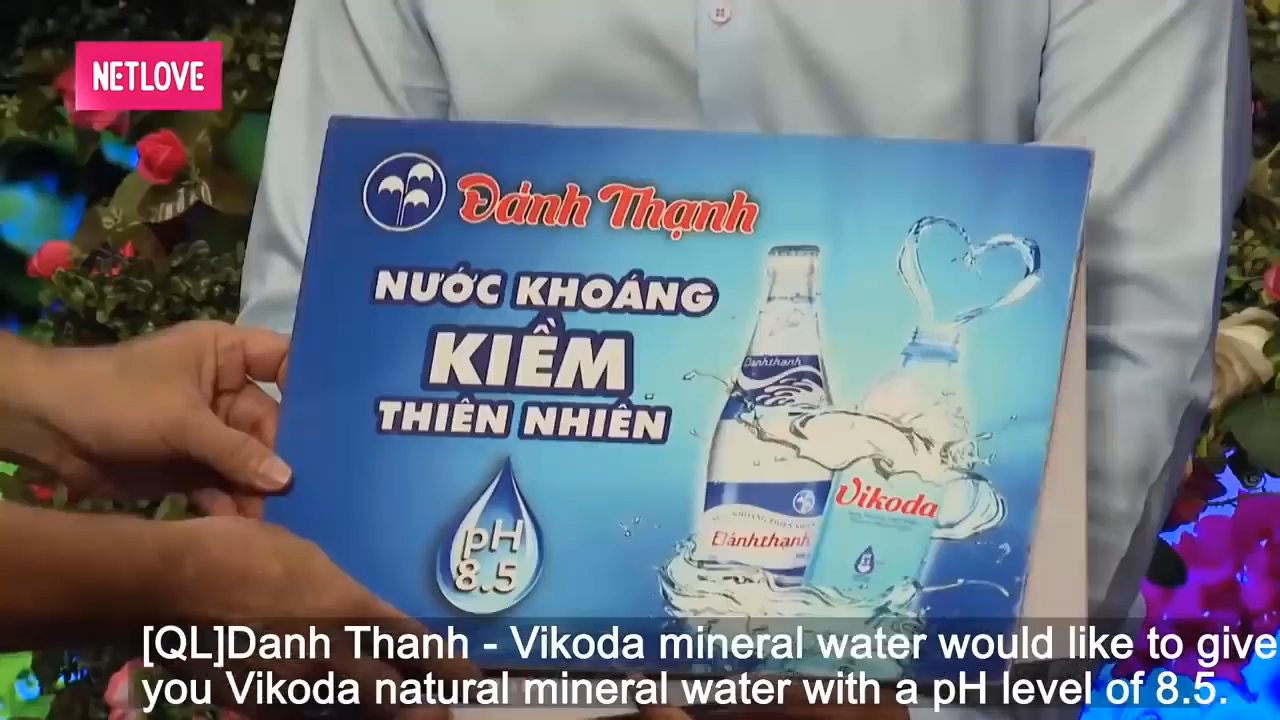 NETLOVE
Đảnh Thạnh
NƯỚC KHOÁNG
KIỀM
THIÊN NHIÊN
pH
8.5
Danhthanh
Vikoda
Đảnhthạnh
[QL]Danh Thanh - Vikoda mineral water would like to give
you Vikoda natural mineral water with a pH level of 8.5.